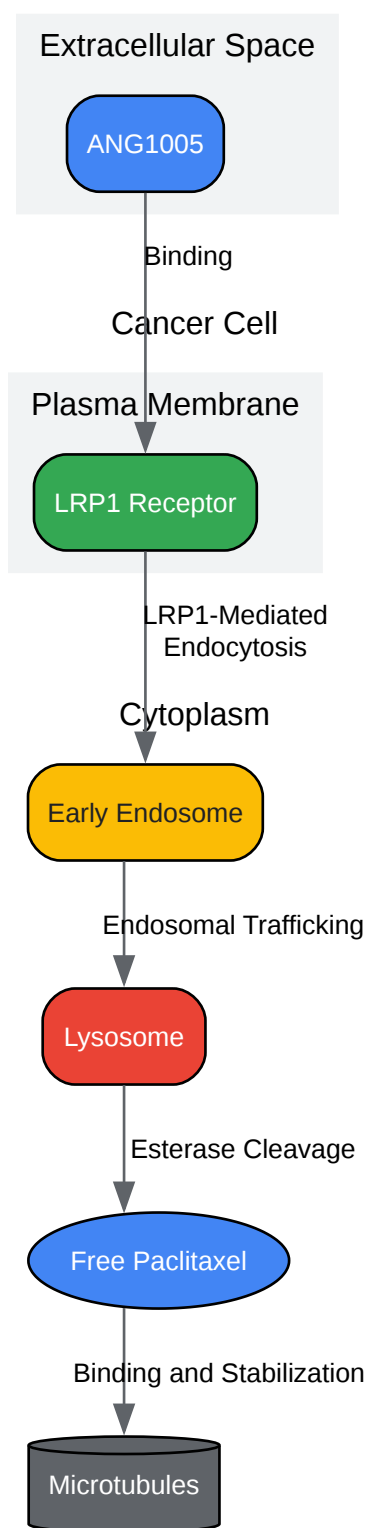 Extracellular Space
ANG1005
Binding
Cancer Cell
Plasma Membrane
LRP1 Receptor
LRP1-Mediated
Endocytosis
Cytoplasm
Early Endosome
Endosomal Trafficking
Lysosome
Esterase Cleavage
Free Paclitaxel
Binding and Stabilization
Microtubules